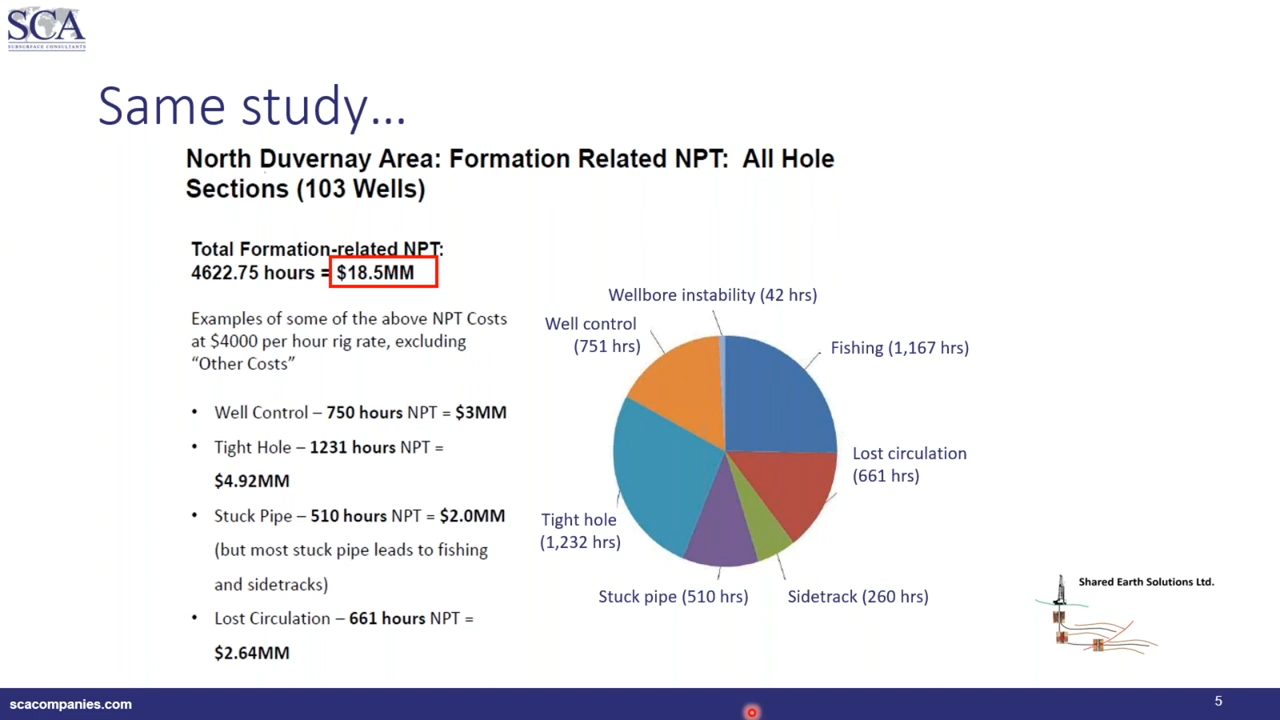 SCA
SUBSURFACE CONSULTANTS
Same study...
North Duvernay Area: Formation Related NPT: All Hole
Sections (103 Wells)
Total Formation-related NPT:
4622.75 hours = $18.5MM
Examples of some of the above NPT Costs
at $4000 per hour rig rate, excluding
“Other Costs”
• Well Control – 750 hours NPT = $3MM
• Tight Hole – 1231 hours NPT =
$4.92MM
• Stuck Pipe – 510 hours NPT = $2.0MM
(but most stuck pipe leads to fishing
and sidetracks)
• Lost Circulation – 661 hours NPT =
$2.64MM
Wellbore instability (42 hrs)
Well control
(751 hrs)
Fishing (1,167 hrs)
Lost circulation
(661 hrs)
Tight hole
(1,232 hrs)
Stuck pipe (510 hrs)
Sidetrack (260 hrs)
Shared Earth Solutions Ltd.
scacompanies.com
5